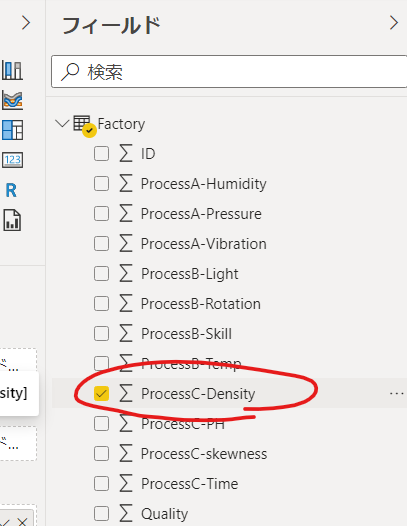 フィールド
検索
Factory
ID
ProcessA-Humidity
ProcessA-Pressure
ProcessA-Vibration
ProcessB-Light
ProcessB-Rotation
ProcessB-Skill
ProcessB-Temp
sity]
ProcessC-Density
ProcessC-PH
ProcessC-skewness
ProcessC-Time
Quality
123
R